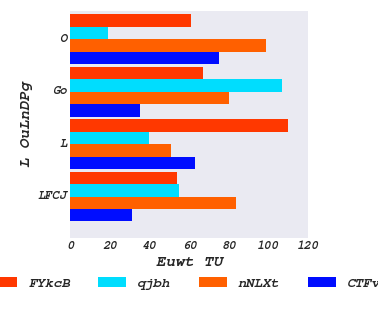 L OuLnDPg
O
Go
L
LFCJ
0 20 40 60 80 100 120
Euwt TU
FYkcB qjbh nNLXt CTFv